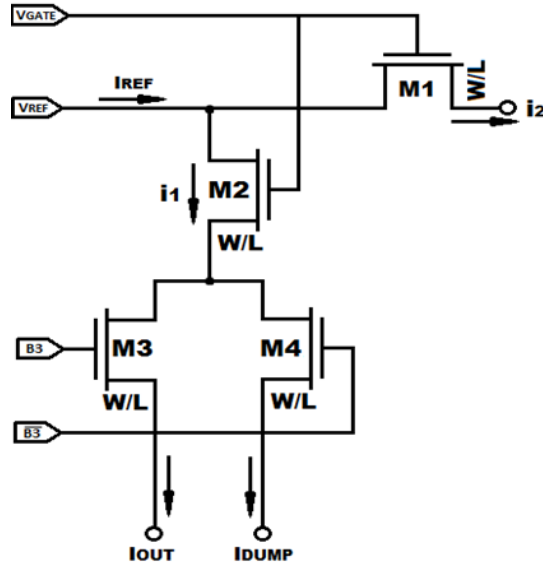 VGATE
M1
W/L
VREF
IREF
i2
i1
M2
W/L
B3
M3
M4
W/L
W/L
B3
IOUT
IDUMP